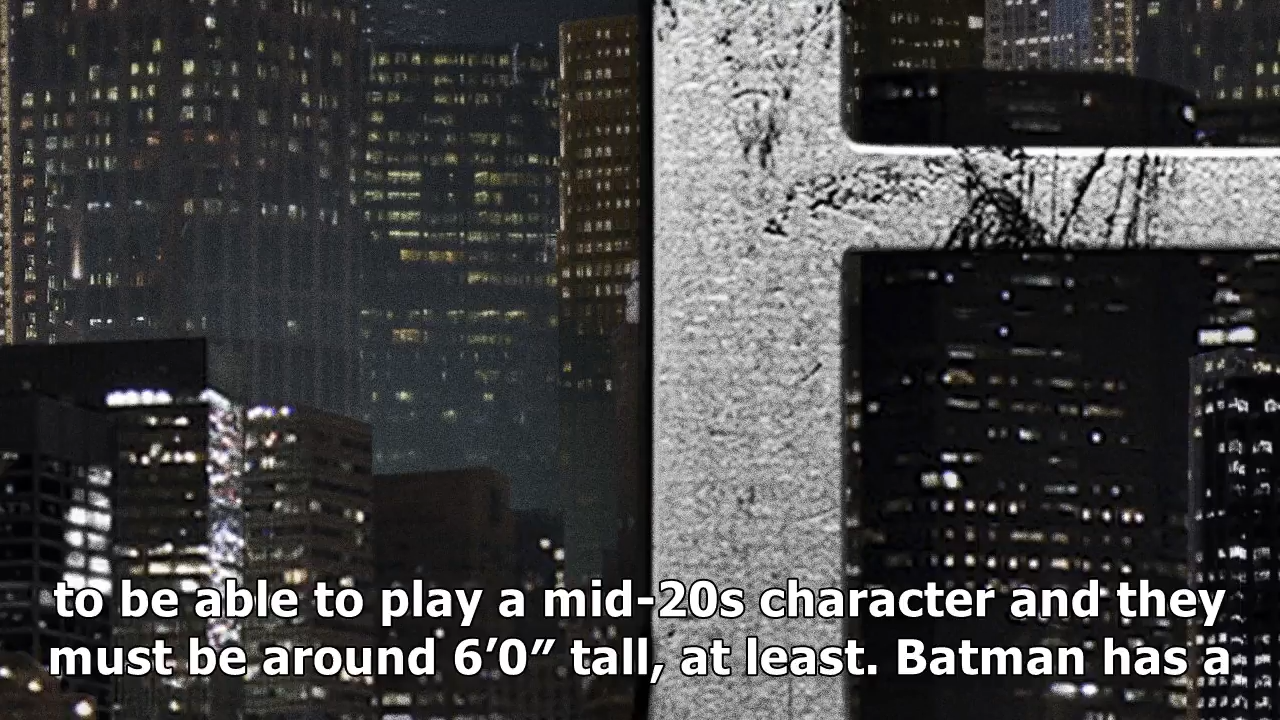 to be able to play a mid-20s character and they
must be around 6′0″ tall, at least. Batman has a